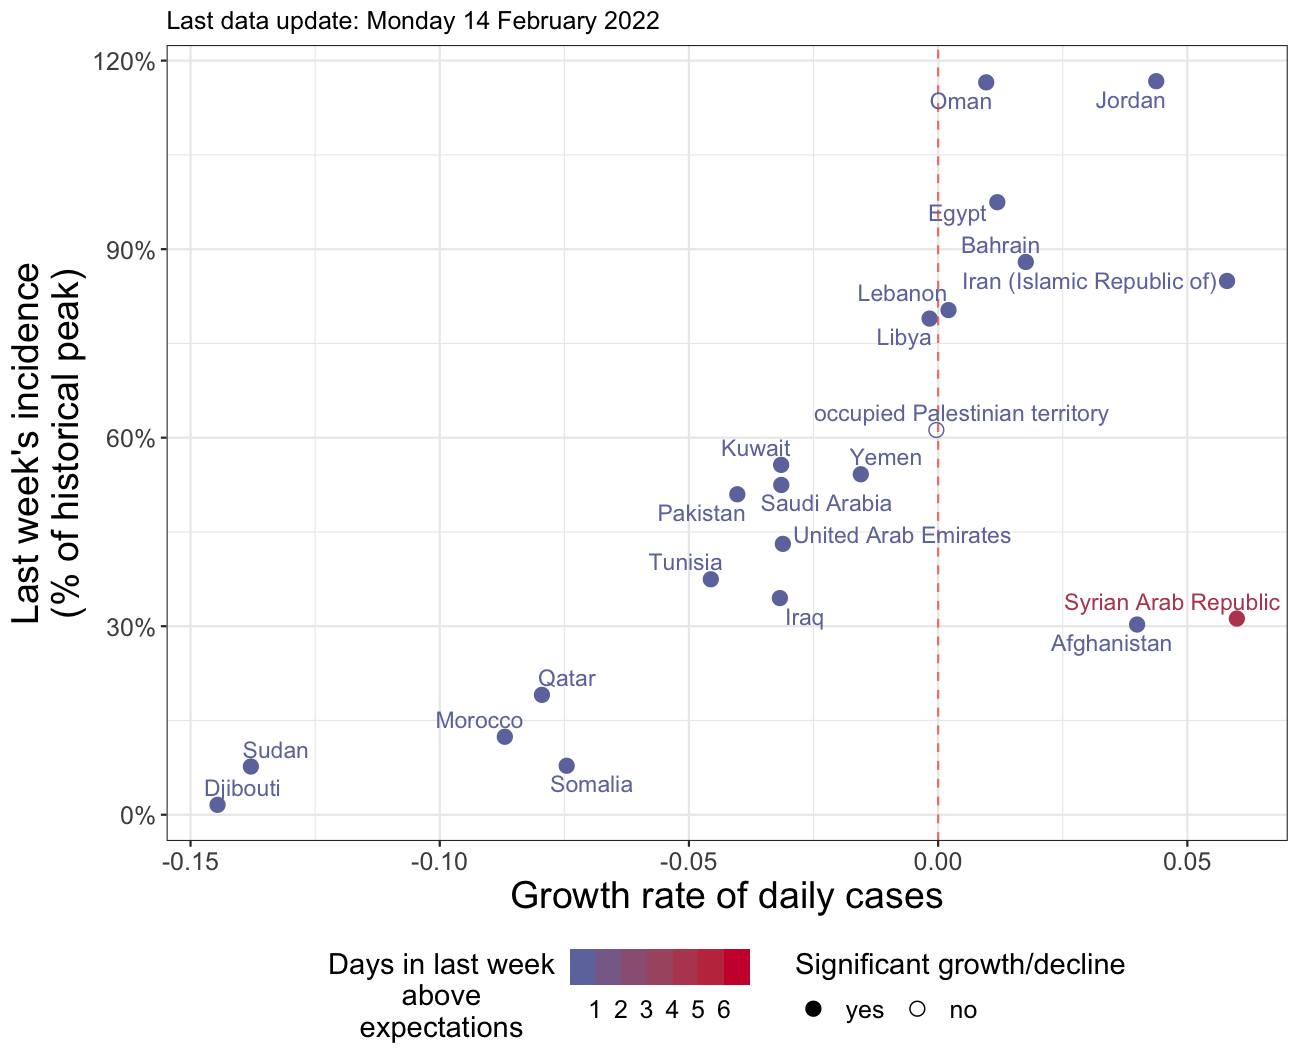 Last data update: Monday 14 February 2022
120%
90%
60%
30%
0%
Last week's incidence
(% of historical peak)
Oman
Jordan
Egypt
Bahrain
Iran (Islamic Republic of)
Lebanon
Libya
occupied Palestinian territory
Kuwait
Yemen
Saudi Arabia
Pakistan
United Arab Emirates
Tunisia
Iraq
Syrian Arab Republic
Afghanistan
Qatar
Morocco
Sudan
Somalia
Djibouti
-0.15 -0.10 -0.05 0.00 0.05
Growth rate of daily cases
Days in last week
above
expectations
1 2 3 4 5 6
Significant growth/decline
yes no